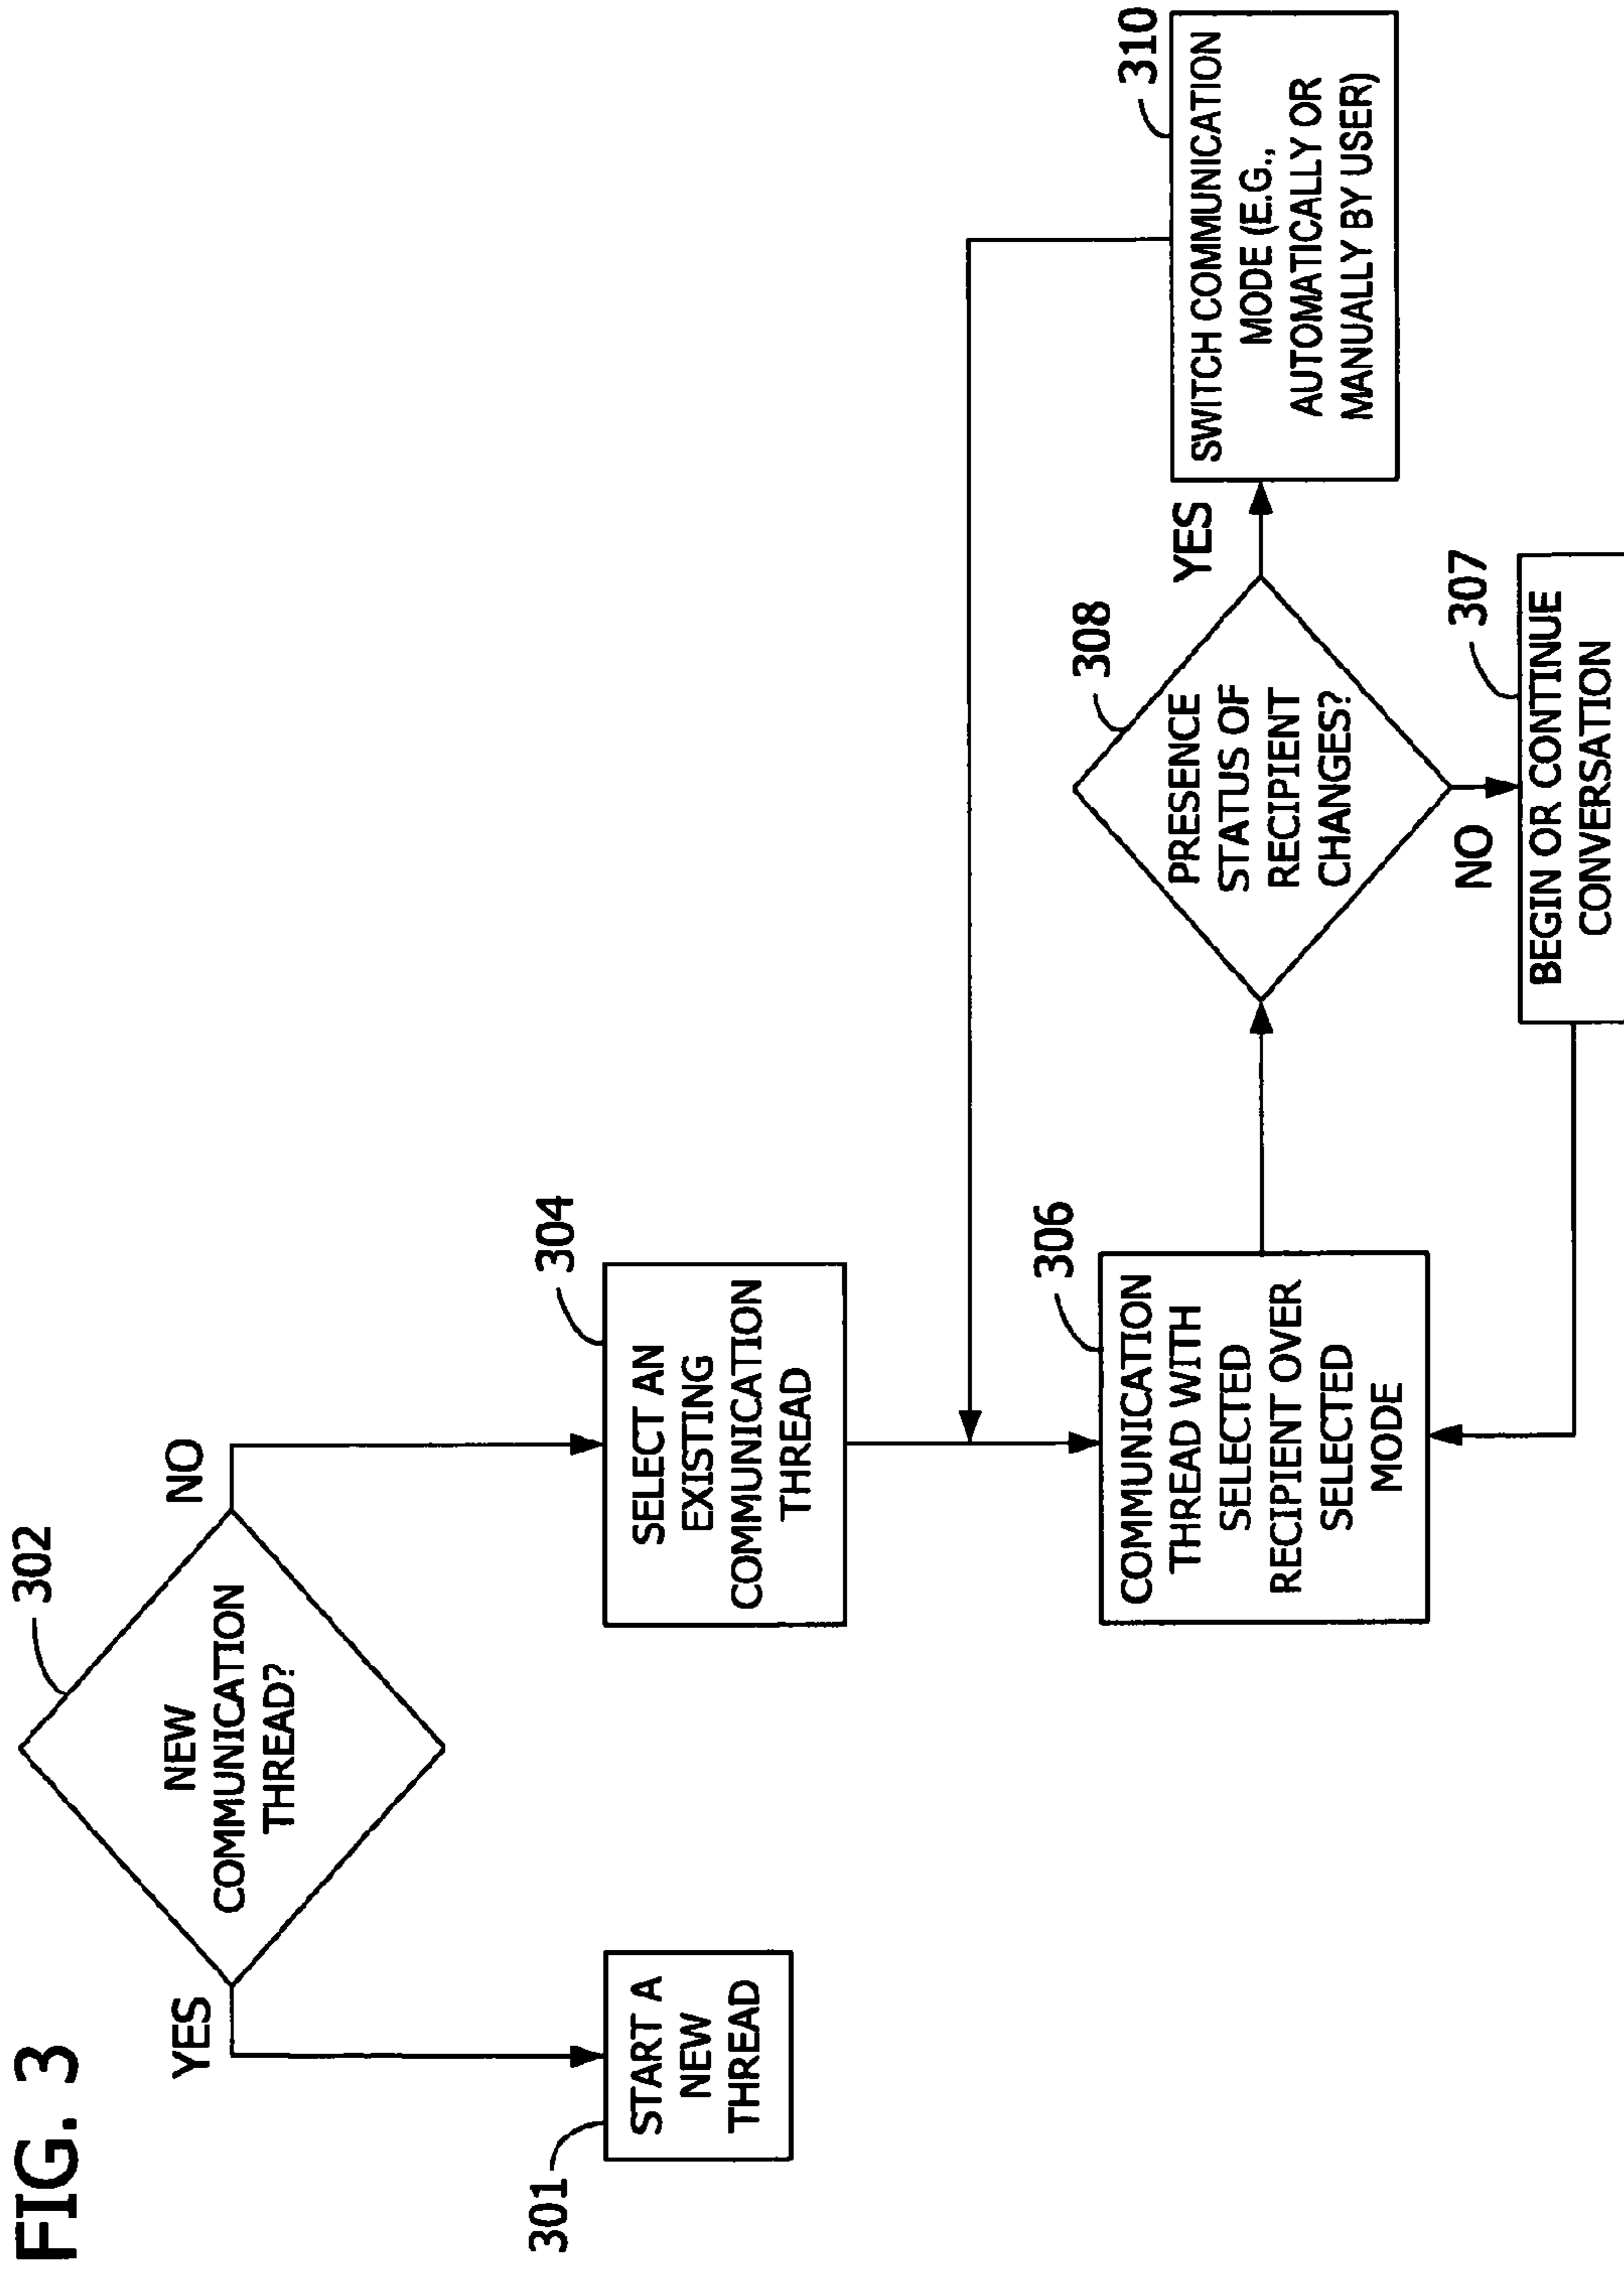 FIG. 3
302
NEW
COMMUNICATION
THREAD?
YES
NO
301
START A
NEW
THREAD
304
SELECT AN
EXISTING
COMMUNICATION
THREAD
306
COMMUNICATION
THREAD WITH
SELECTED
RECIPIENT OVER
SELECTED
MODE
308
PRESENCE
STATUS OF
RECIPIENT
CHANGES?
YES
NO
310
SWITCH COMMUNICATION
MODE (E.G.,
AUTOMATICALLY OR
MANUALLY BY USER)
307
BEGIN OR CONTINUE
CONVERSATION